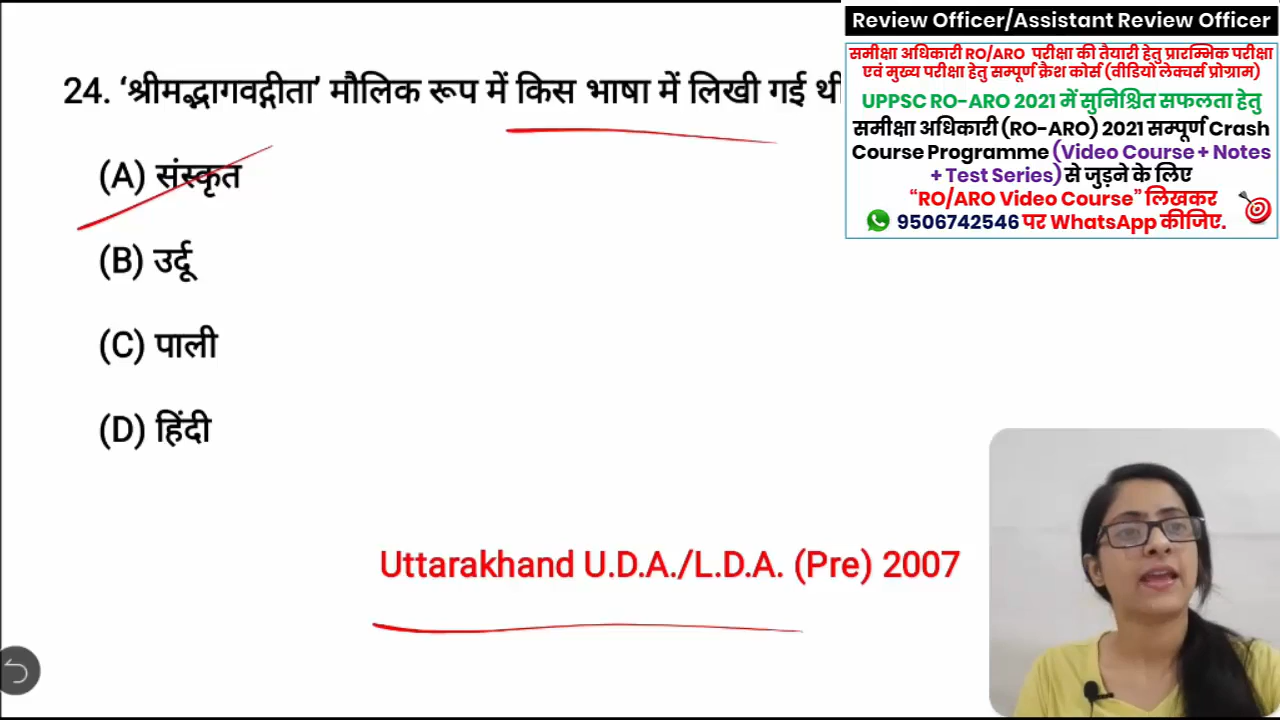 Review Officer/Assistant Review Officer
समीक्षा अधिकारी RO/ARO परीक्षा की तैयारी हेतु प्रारम्भिक परीक्षा
एवं मुख्य परीक्षा हेतु सम्पूर्ण क्रैश कोर्स (वीडियो लेक्चर्स प्रोग्राम)
UPPSC RO-ARO 2021 में सुनिश्चित सफलता हेतु
समीक्षा अधिकारी (RO-ARO) 2021 सम्पूर्ण Crash
Course Programme (Video Course + Notes
+ Test Series) से जुड़ने के लिए
“RO/ARO Video Course” लिखकर
9506742546 पर WhatsApp कीजिए.
24. ‘श्रीमद्भागवद्गीता’ मौलिक रूप में किस भाषा में लिखी गई थी
(A) संस्कृत
(B) उर्दू
(C) पाली
(D) हिंदी
Uttarakhand U.D.A./L.D.A. (Pre) 2007